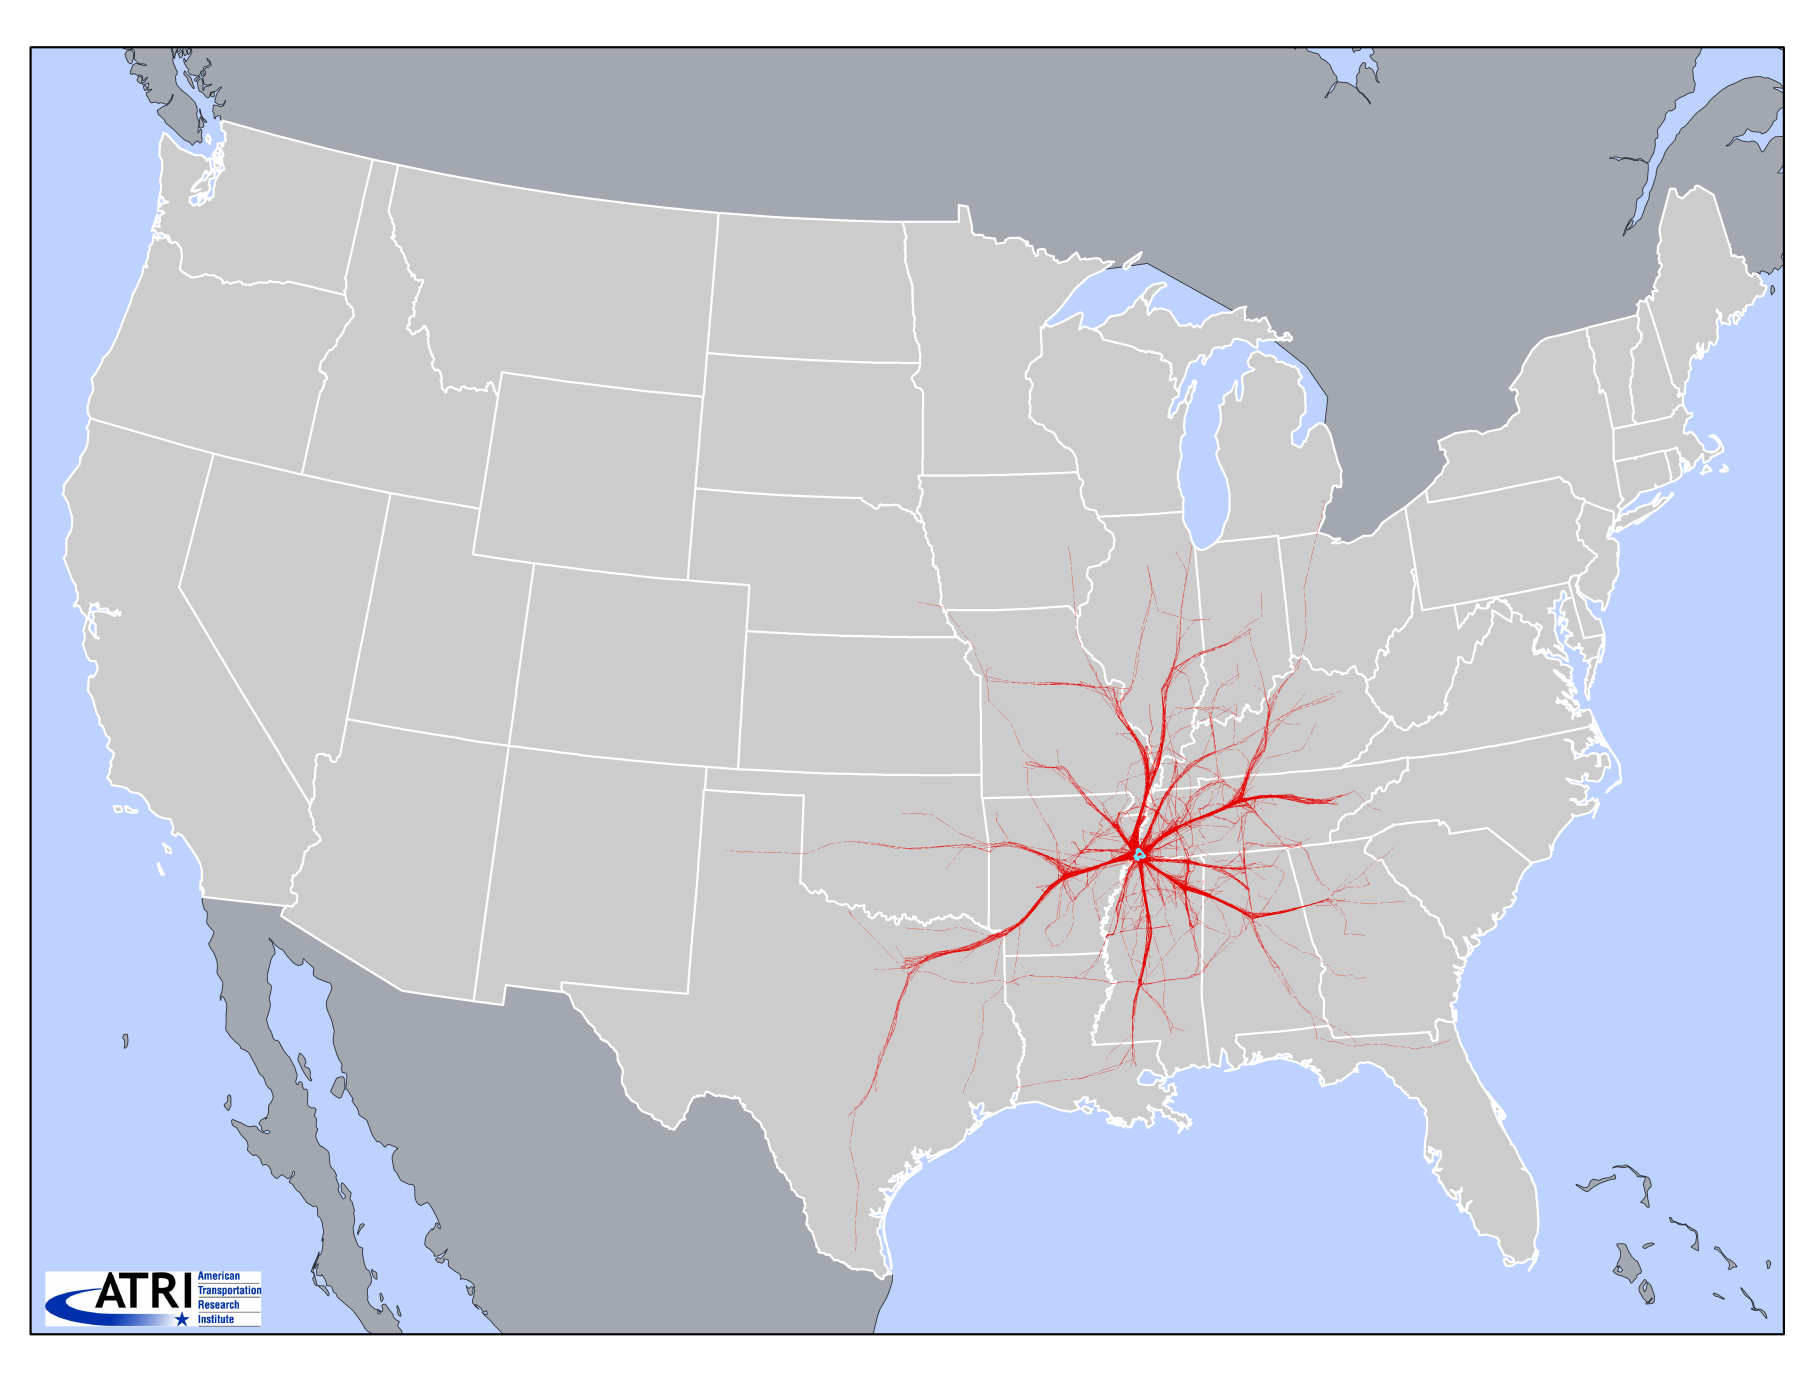 ATRI
American
Transportation
Research
Institute